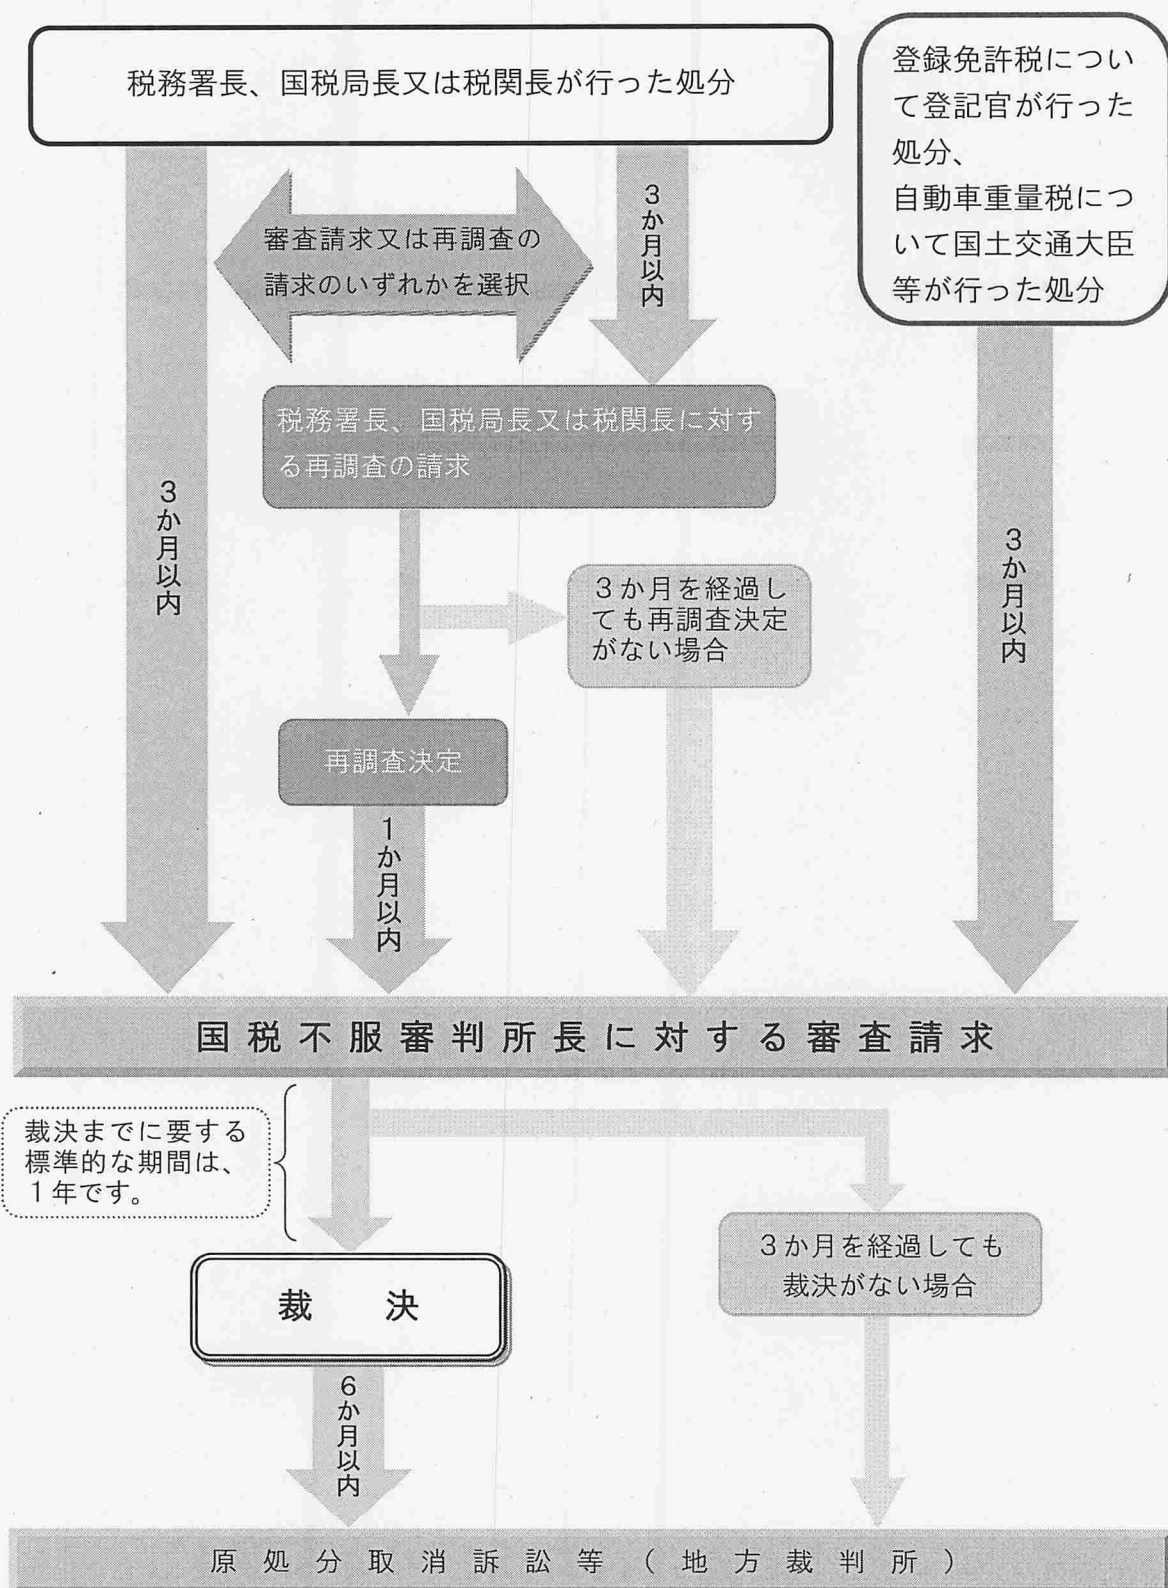 税務署長、国税局長又は税関長が行った処分
登録免許税につい
て登記官が行った
処分、
自動車重量税につ
いて国土交通大臣
等が行った処分
審査請求又は再調査の
請求のいずれかを選択
3か月以内
税務署長、国税局長又は税関長に対す
る再調査の請求
3か月以内
3か月を経過し
ても再調査決定
がない場合
3か月以内
再調査決定
1か月以内
国税不服審判所長に対する審査請求
裁決までに要する
標準的な期間は、
1年です。
3か月を経過しても
裁決がない場合
裁決
6か月以内
原処分取消訴訟等(地方裁判所)